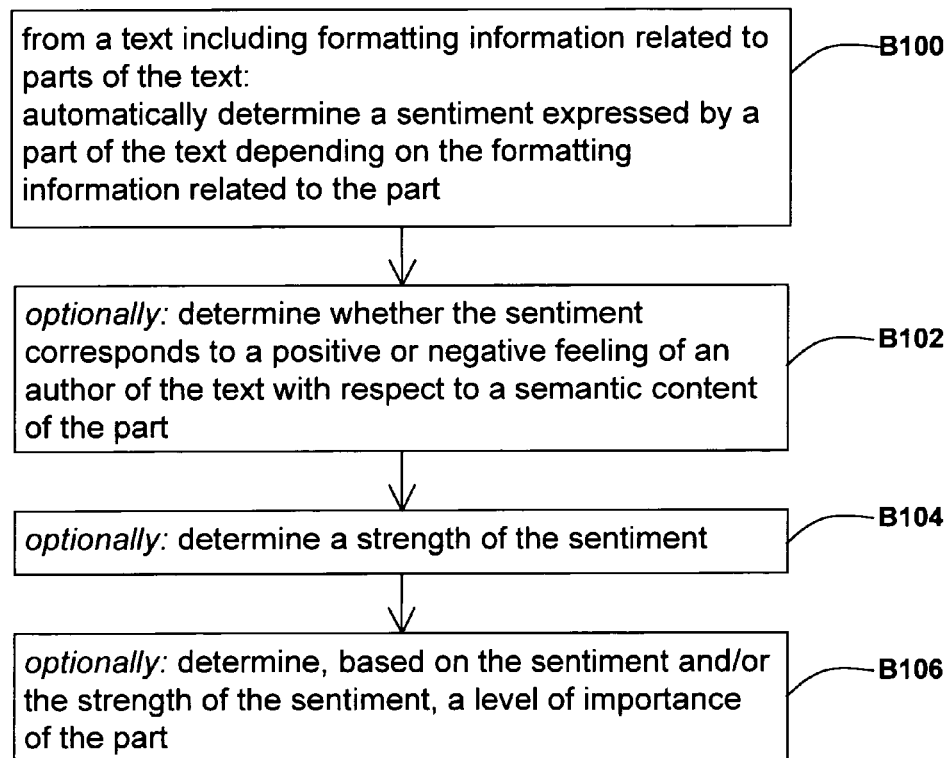 from a text including formatting information related to
parts of the text:
automatically determine a sentiment expressed by a
part of the text depending on the formatting
information related to the part
B100
optionally: determine whether the sentiment
corresponds to a positive or negative feeling of an
author of the text with respect to a semantic content
of the part
B102
optionally: determine a strength of the sentiment
B104
optionally: determine, based on the sentiment and/or
the strength of the sentiment, a level of importance
of the part
B106